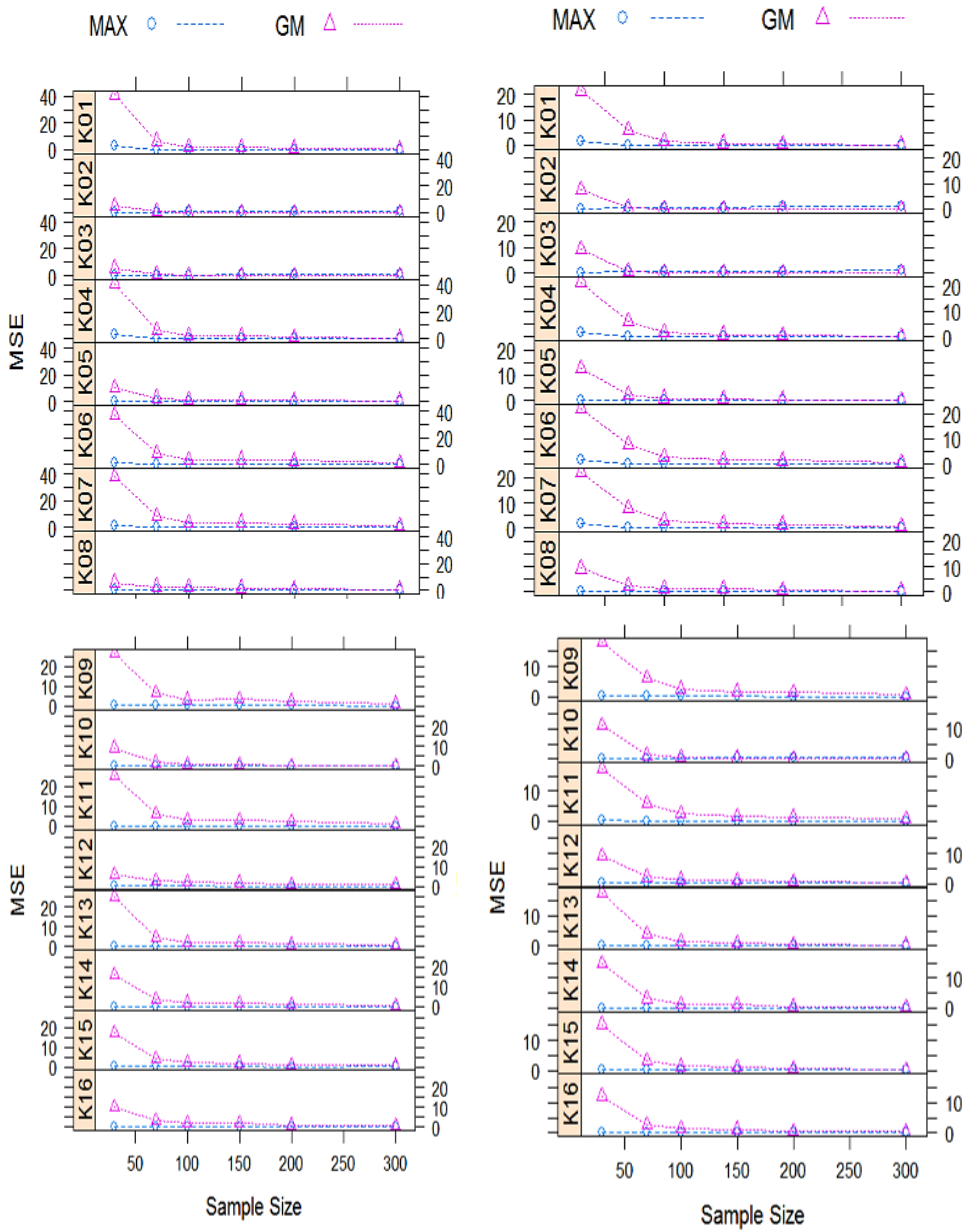 MAX GM
MAX GM
MSE
K01 40 20 0
K02 40 20 0
K03 40 20 0
K04 40 20 0
K05 40 20 0
K06 40 20 0
K07 40 20 0
K08 40 20 0
K01 20 10 0
K02 20 10 0
K03 20 10 0
K04 20 10 0
K05 20 10 0
K06 20 10 0
K07 20 10 0
K08 20 10 0
MSE
K09 20 10 0
K10 20 10 0
K11 20 10 0
K12 20 10 0
K13 20 10 0
K14 20 10 0
K15 20 10 0
K16 20 10 0
50 100 150 200 250 300
Sample Size
MSE
K09 10 0
K10 10 0
K11 10 0
K12 10 0
K13 10 0
K14 10 0
K15 10 0
K16 10 0
50 100 150 200 250 300
Sample Size